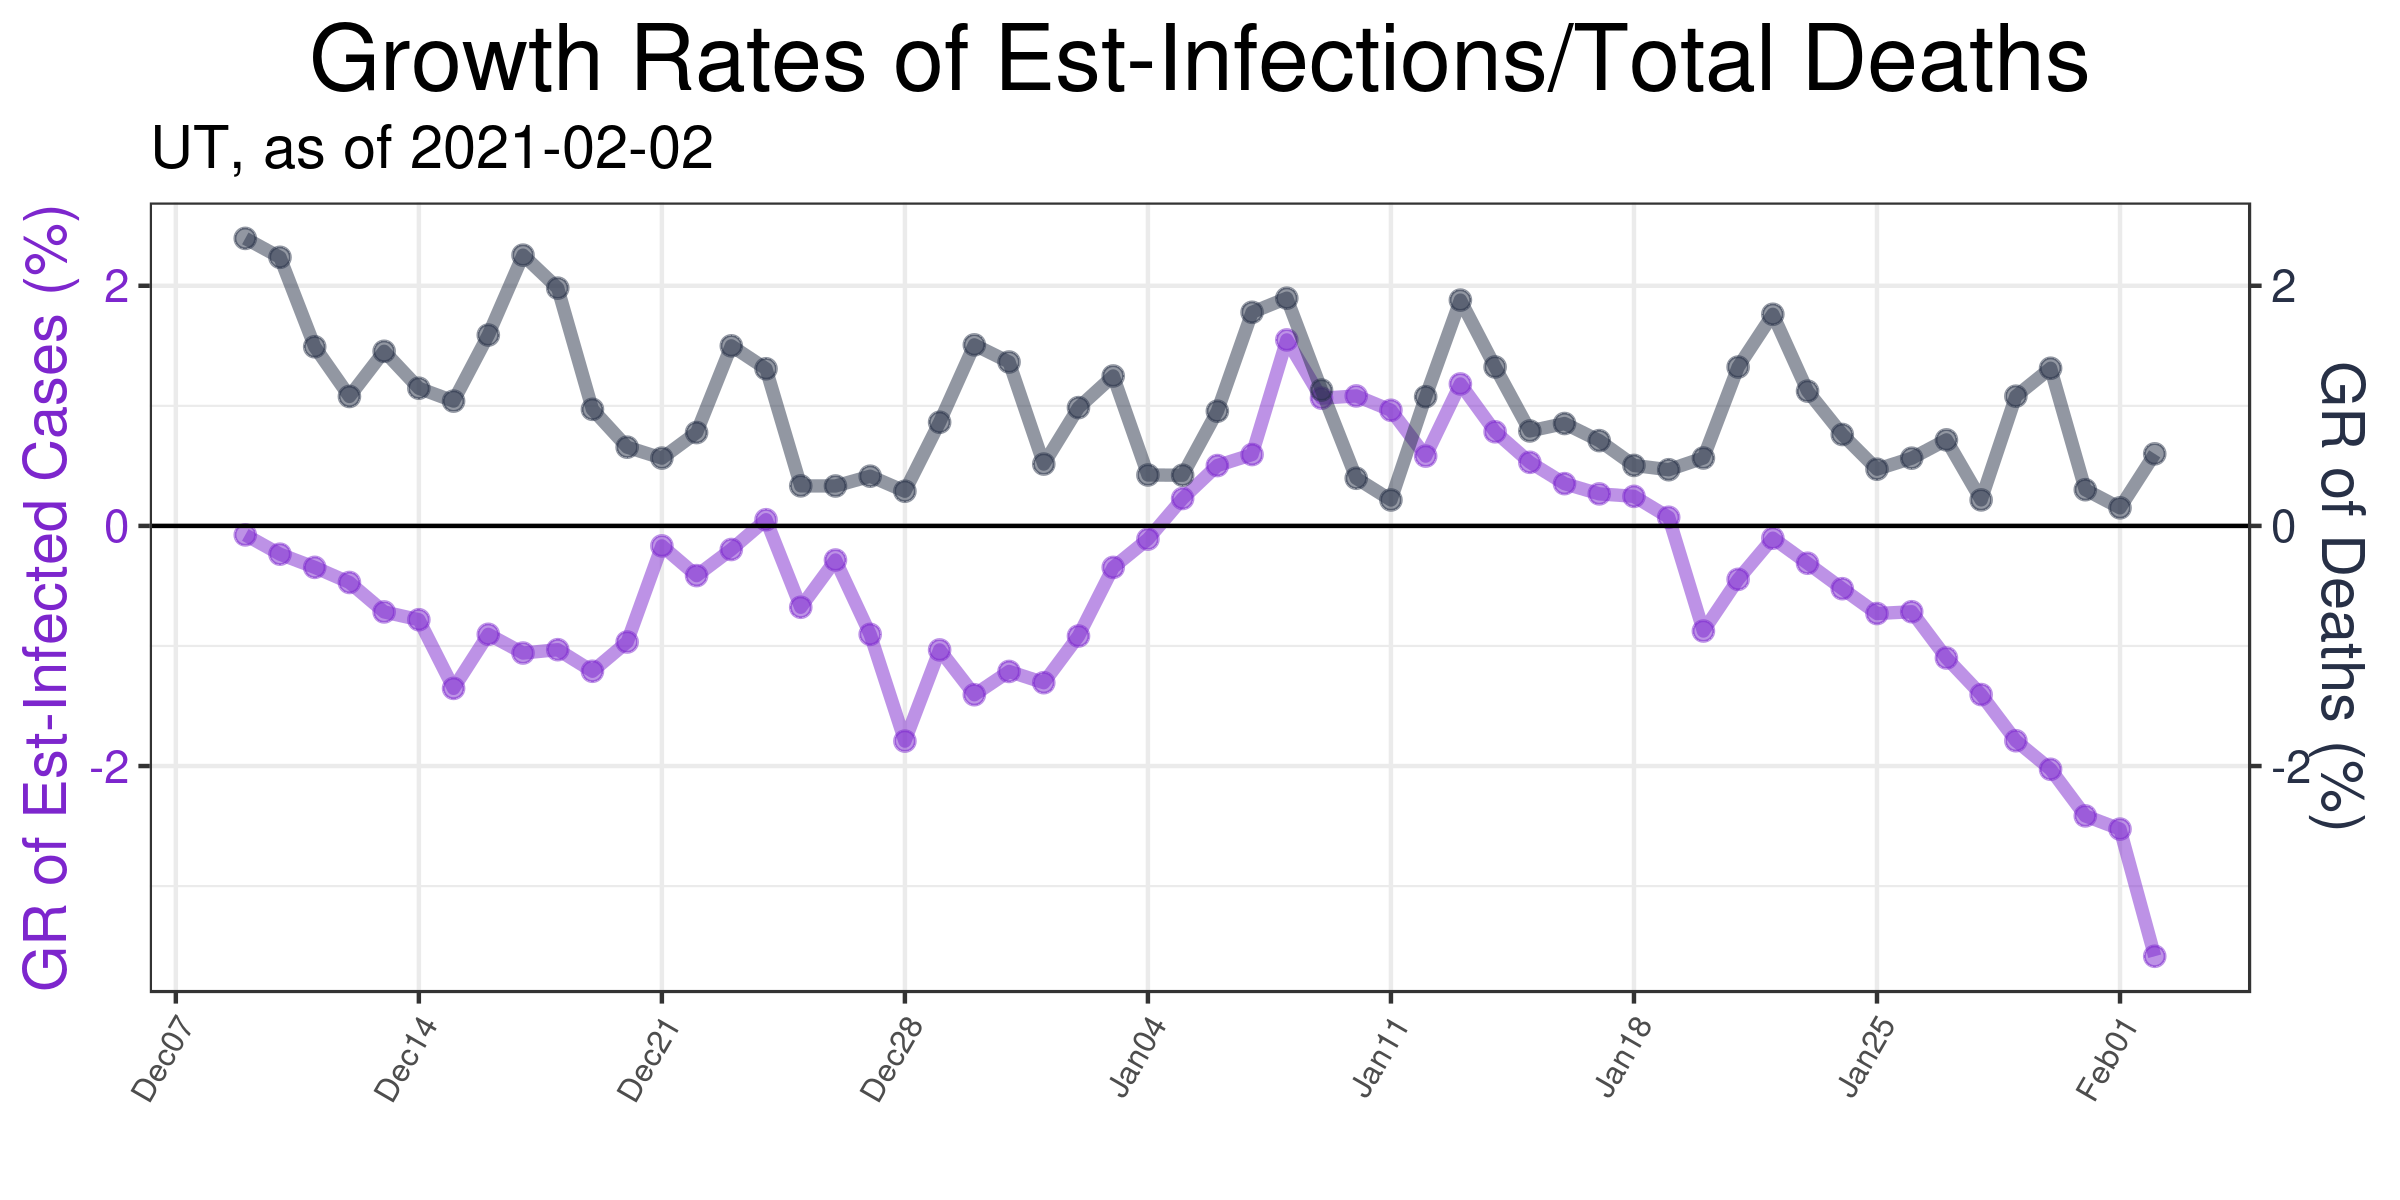 Growth Rates of Est-Infections/Total Deaths
UT, as of 2021-02-02
GR of Est-Infected Cases (%)
2
0
-2
2
0
-2
GR of Deaths (%)
Dec07
Dec14
Dec21
Dec28
Jan04
Jan11
Jan18
Jan25
Feb01